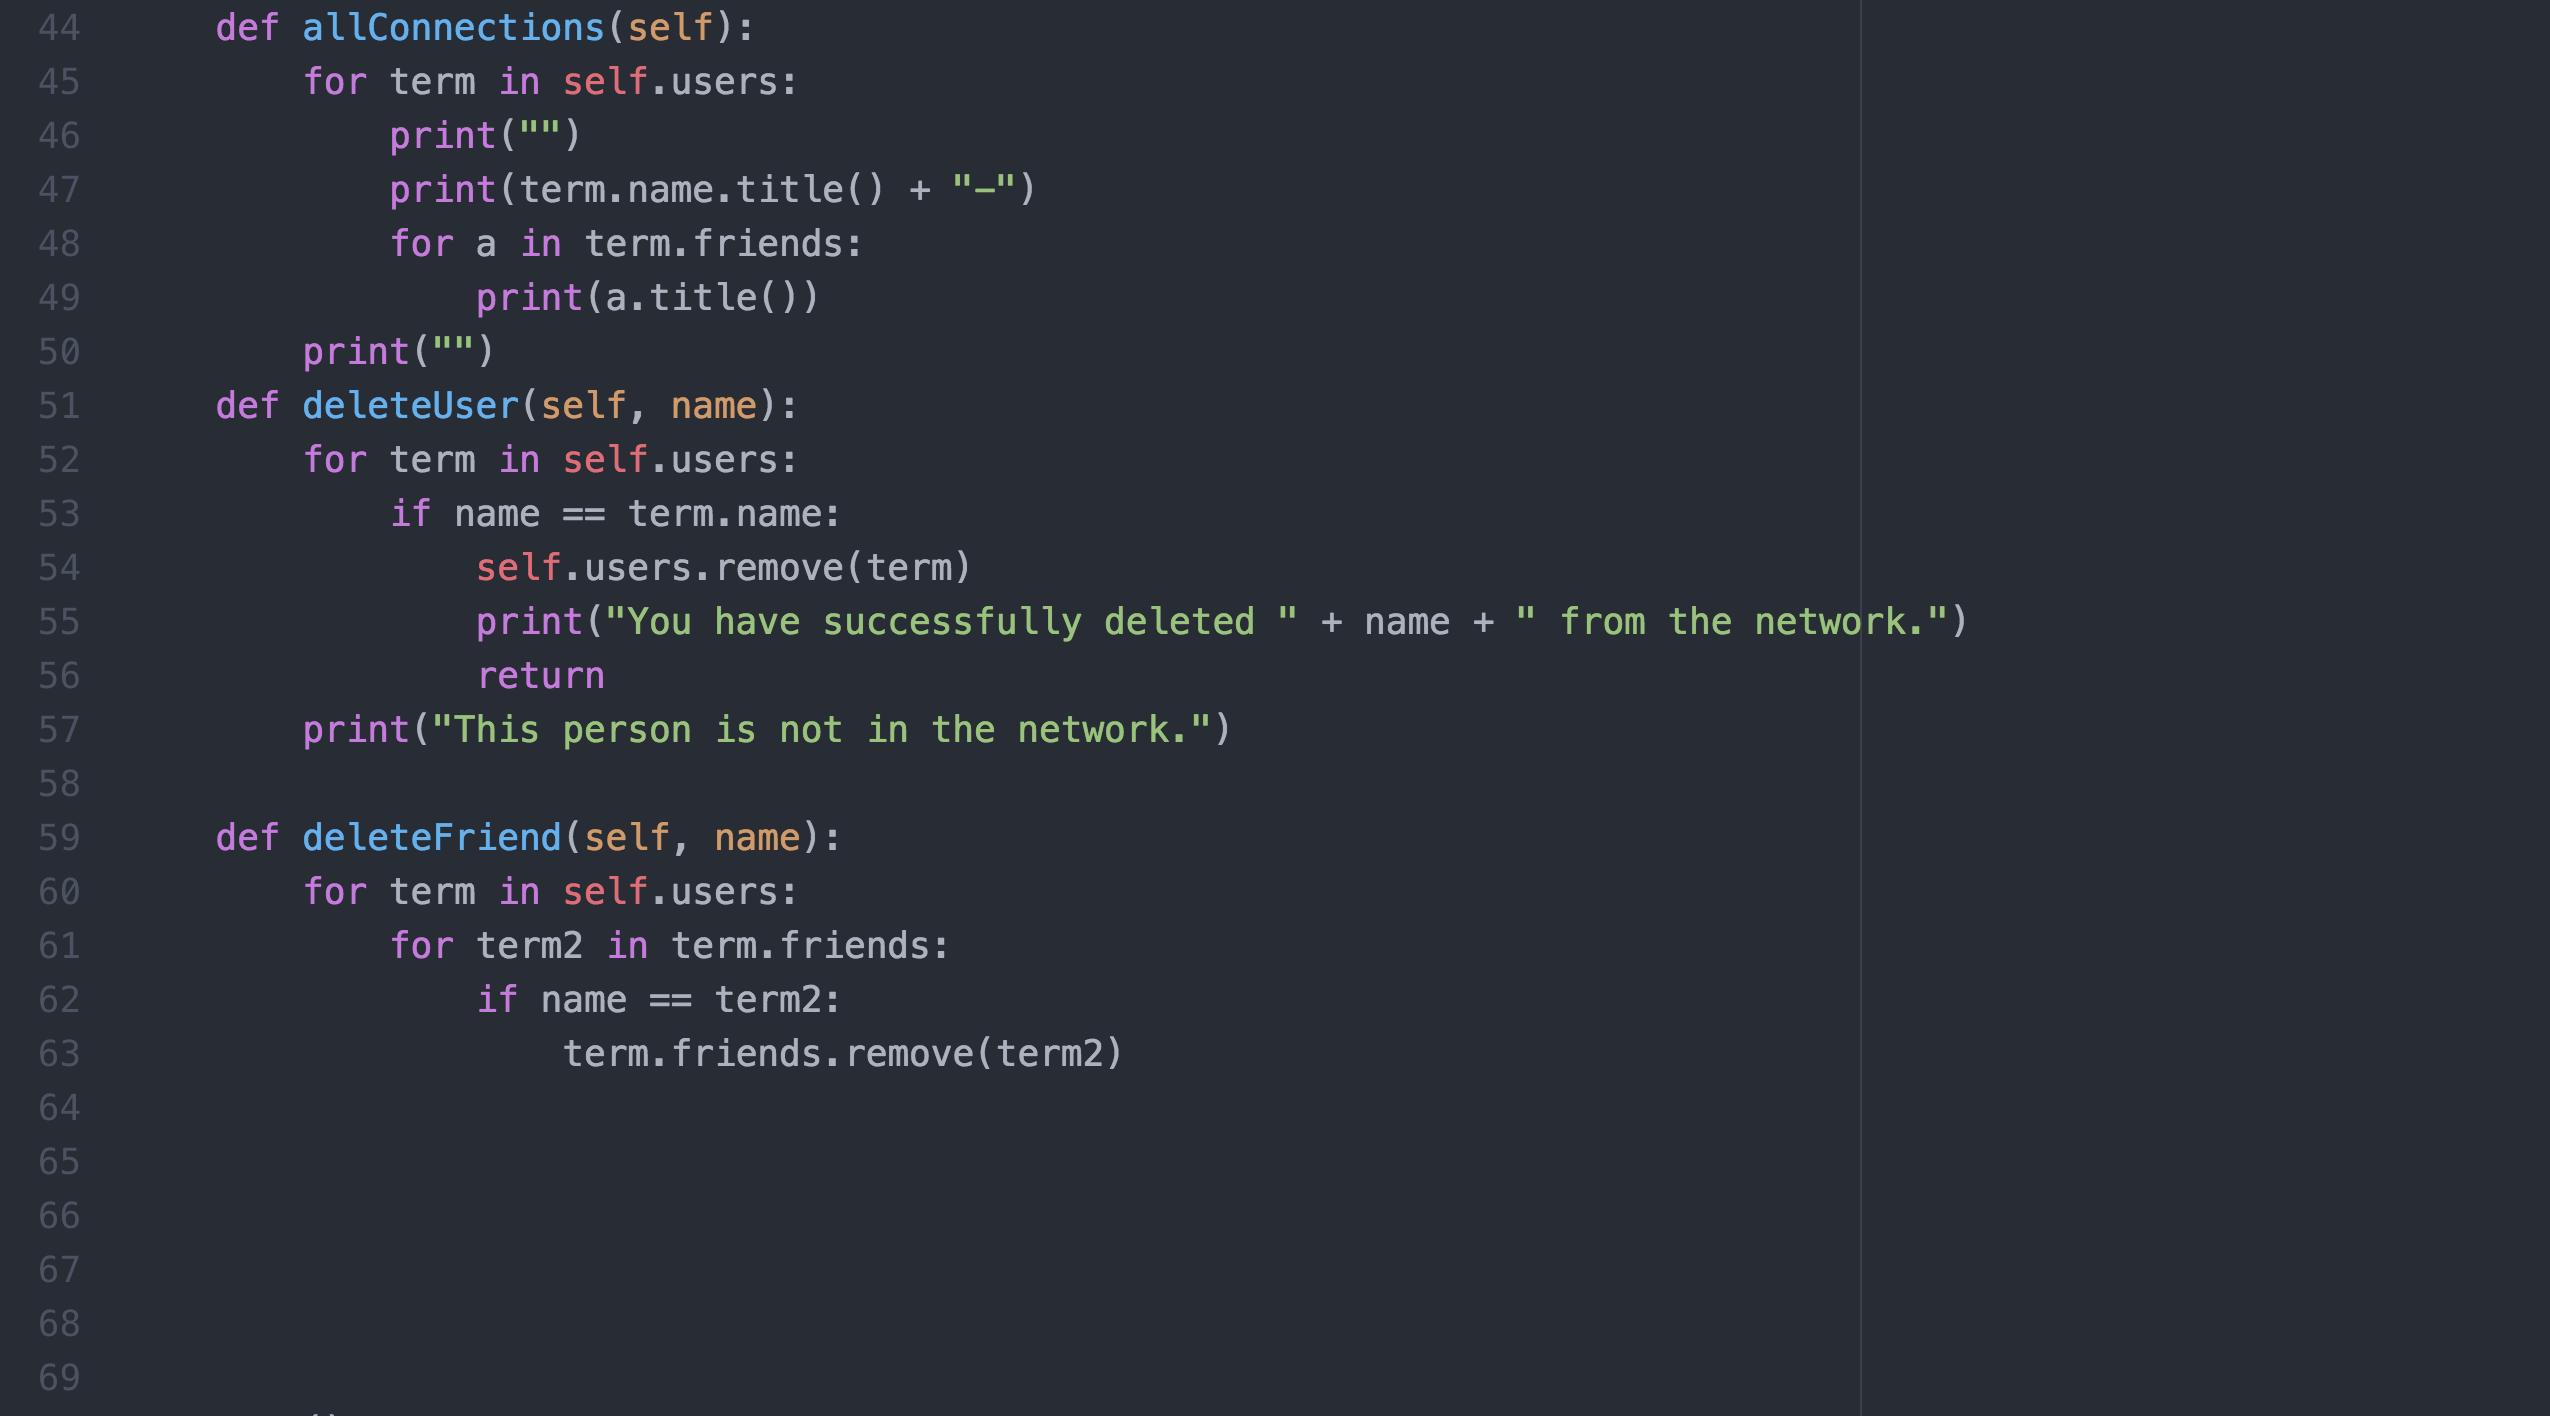 44 def allConnections(self):
45 for term in self.users:
46 print("")
47 print(term.name.title() + "-")
48 for a in term.friends:
49 print(a.title())
50 print("")
51 def deleteUser(self, name):
52 for term in self.users:
53 if name == term.name:
54 self.users.remove(term)
55 print("You have successfully deleted " + name + " from the network.")
56 return
57 print("This person is not in the network.")
58
59 def deleteFriend(self, name):
60 for term in self.users:
61 for term2 in term.friends:
62 if name == term2:
63 term.friends.remove(term2)
64
65
66
67
68
69